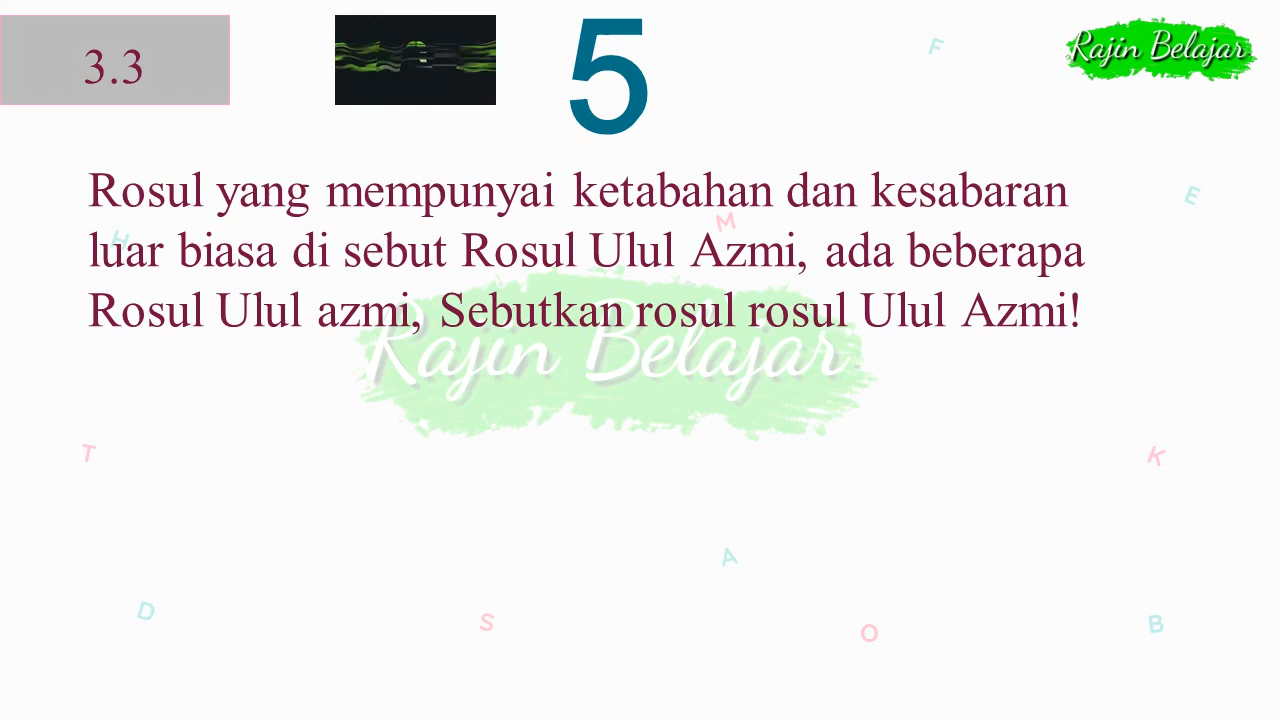 3.3
5
Rajin Belajar
Rosul yang mempunyai ketabahan dan kesabaran
luar biasa di sebut Rosul Ulul Azmi, ada beberapa
Rosul Ulul azmi, Sebutkan rosul rosul Ulul Azmi!
Rajin Belajar
F
E
H
M
T
K
A
D
S
O
B